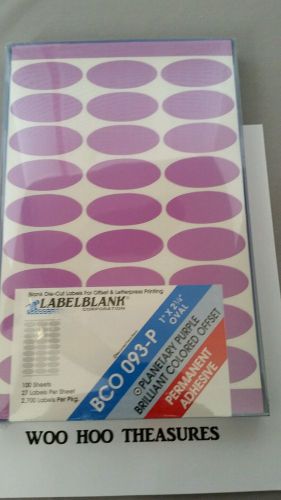 Blank Die-Cut Labels For Offset & Letterpress Printing
LABELBLANK
CORPORATION
100 Sheets
27 Labels Per Sheet
2,700 Labels Per Pkg.
BCO 093-P
1" X 2¼"
OVAL
PLANETARY PURPLE
BRILLIANT COLORED OFFSET
PERMANENT
ADHESIVE
WOO HOO THEASURES